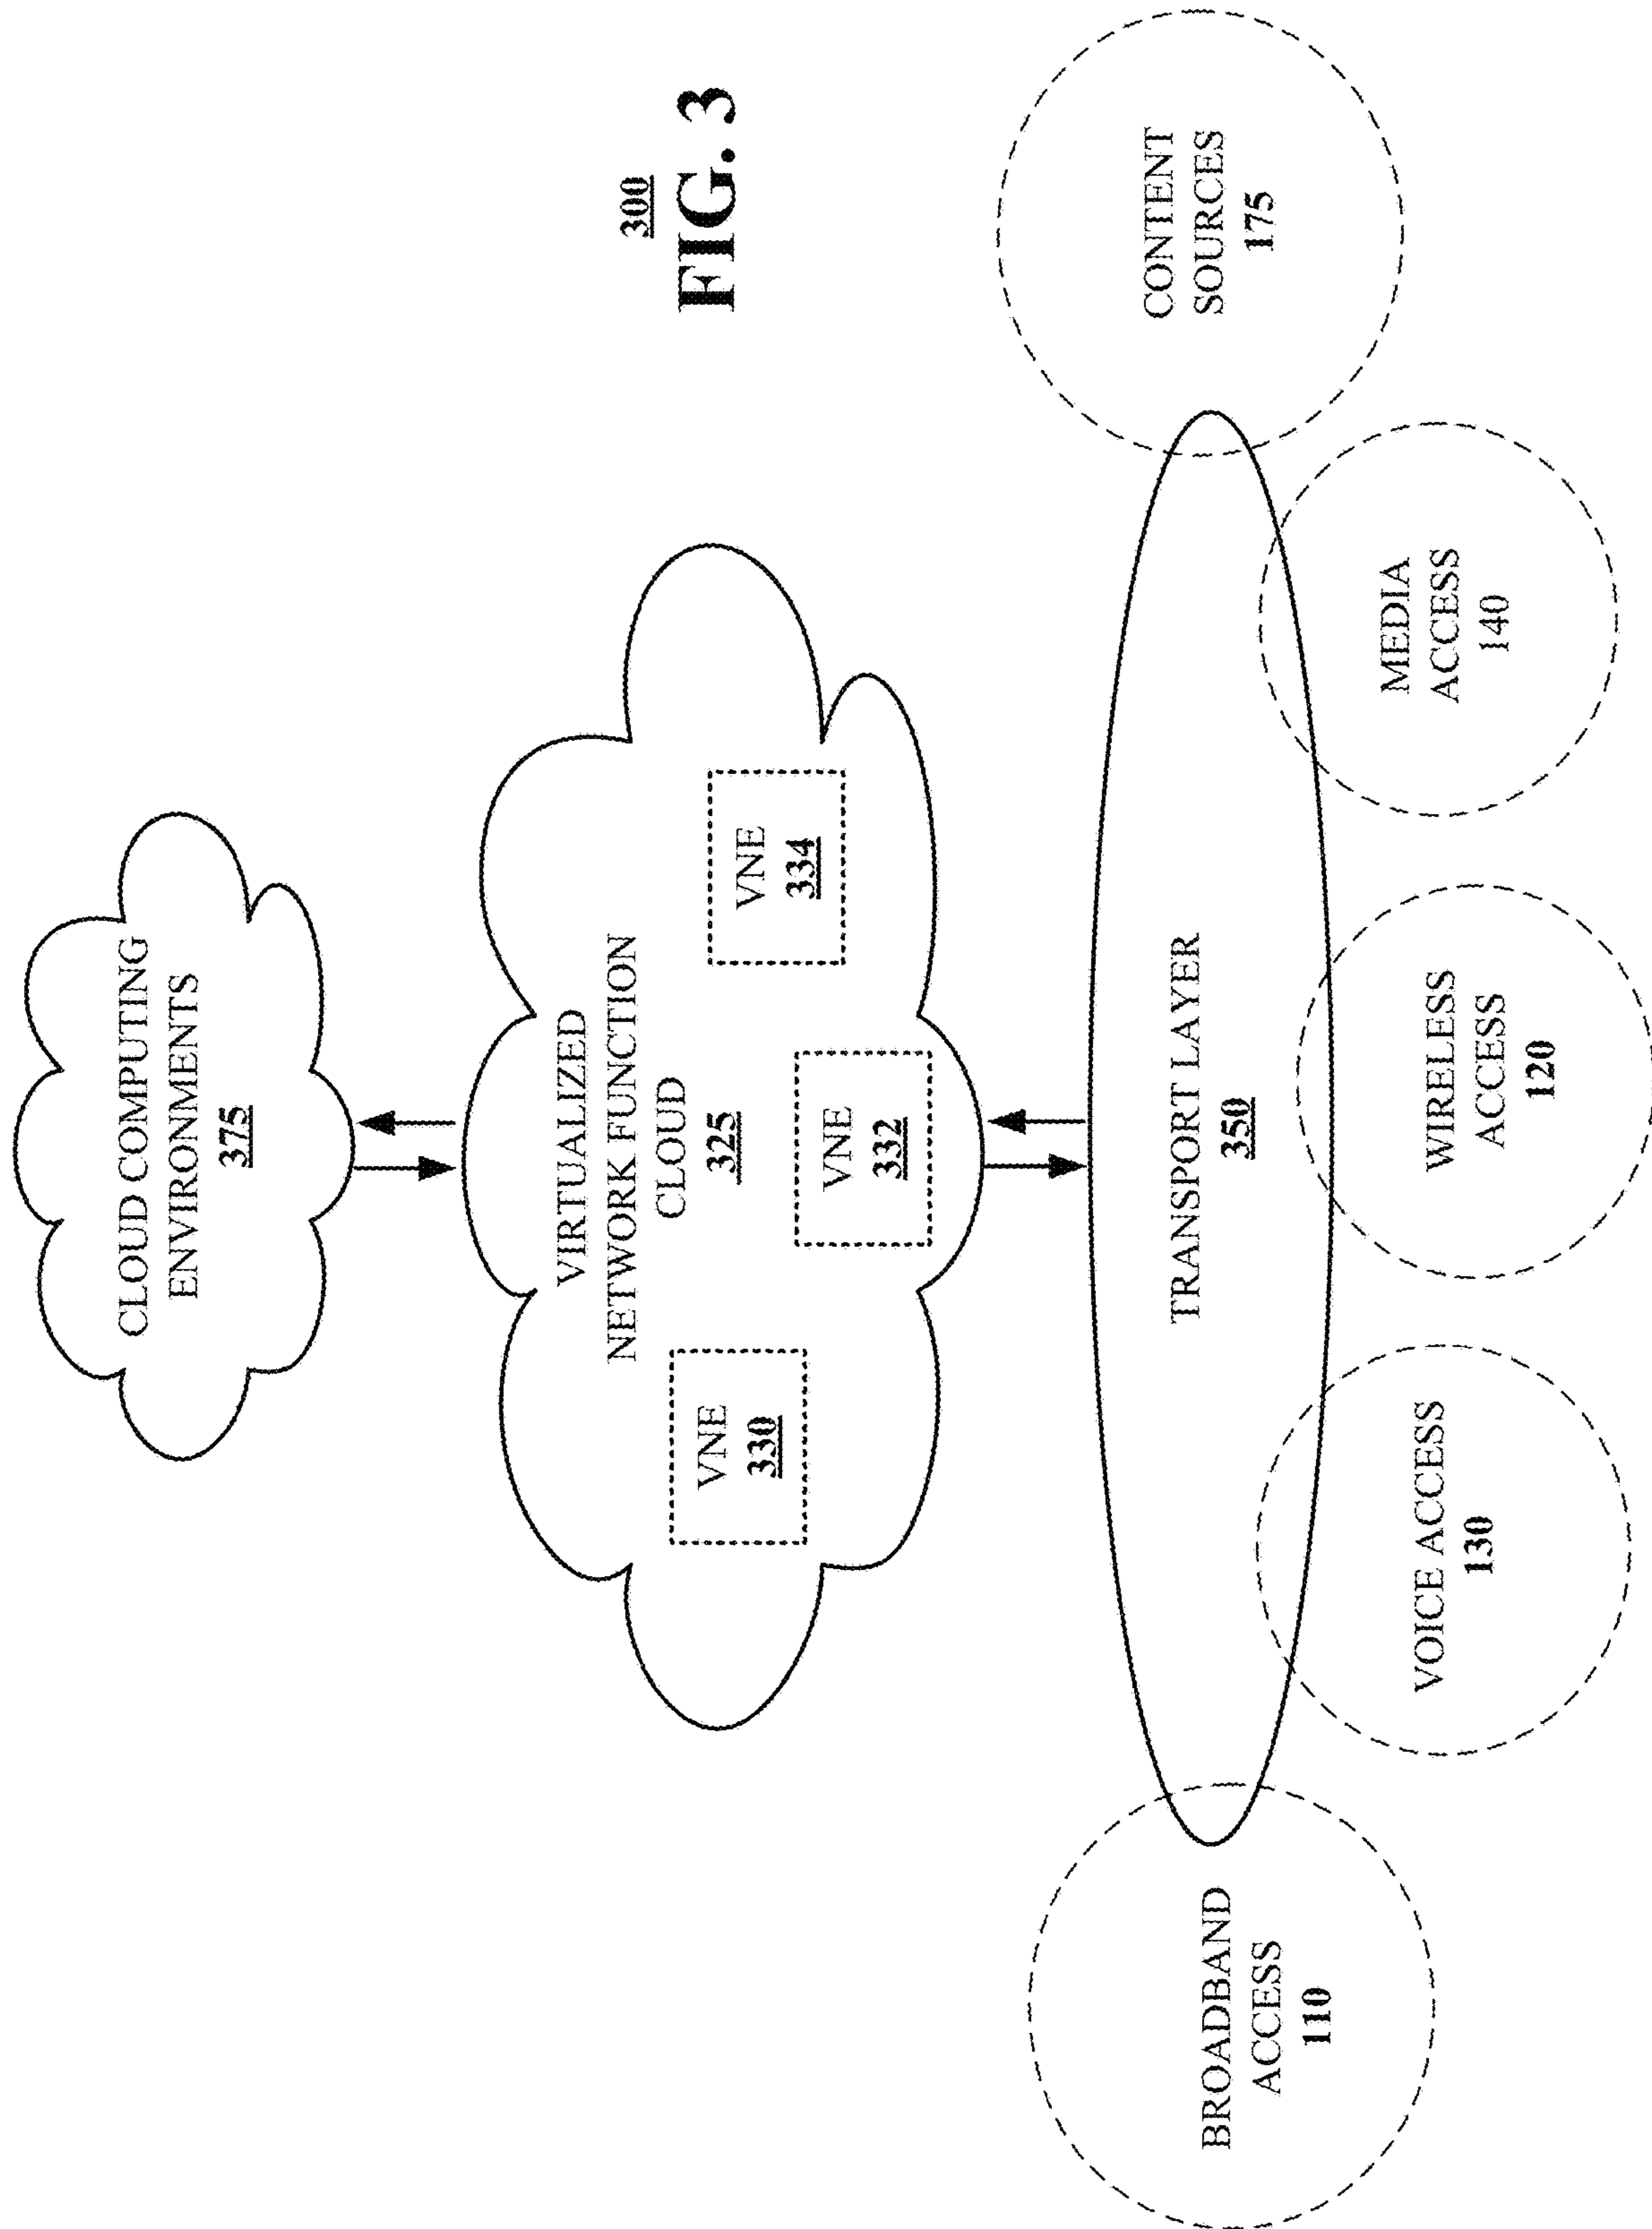 CLOUD COMPUTING
ENVIRONMENTS
375
VIRTUALIZED
NETWORK FUNCTION
CLOUD
325
VNE
330
VNE
332
VNE
334
300
FIG. 3
TRANSPORT LAYER
350
BROADBAND
ACCESS
110
VOICE ACCESS
130
WIRELESS
ACCESS
120
MEDIA
ACCESS
140
CONTENT
SOURCES
175